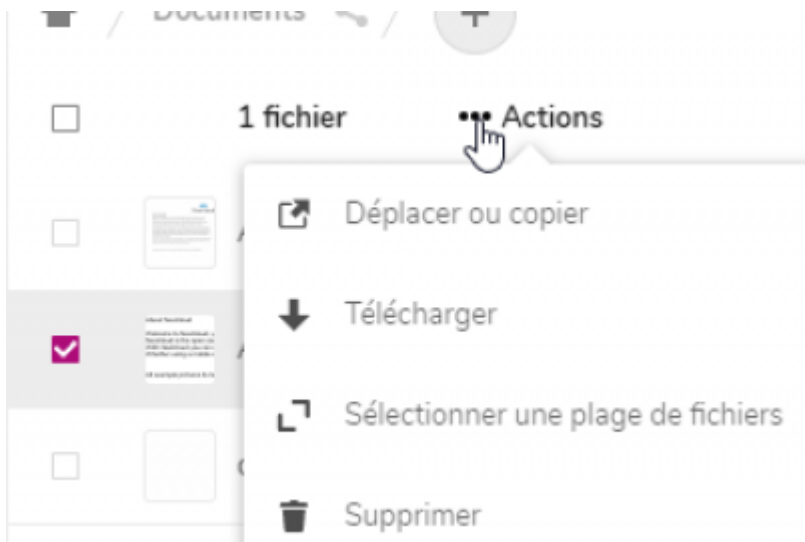 Documents
1 fichier ••• Actions
Déplacer ou copier
Télécharger
Sélectionner une plage de fichiers
Supprimer